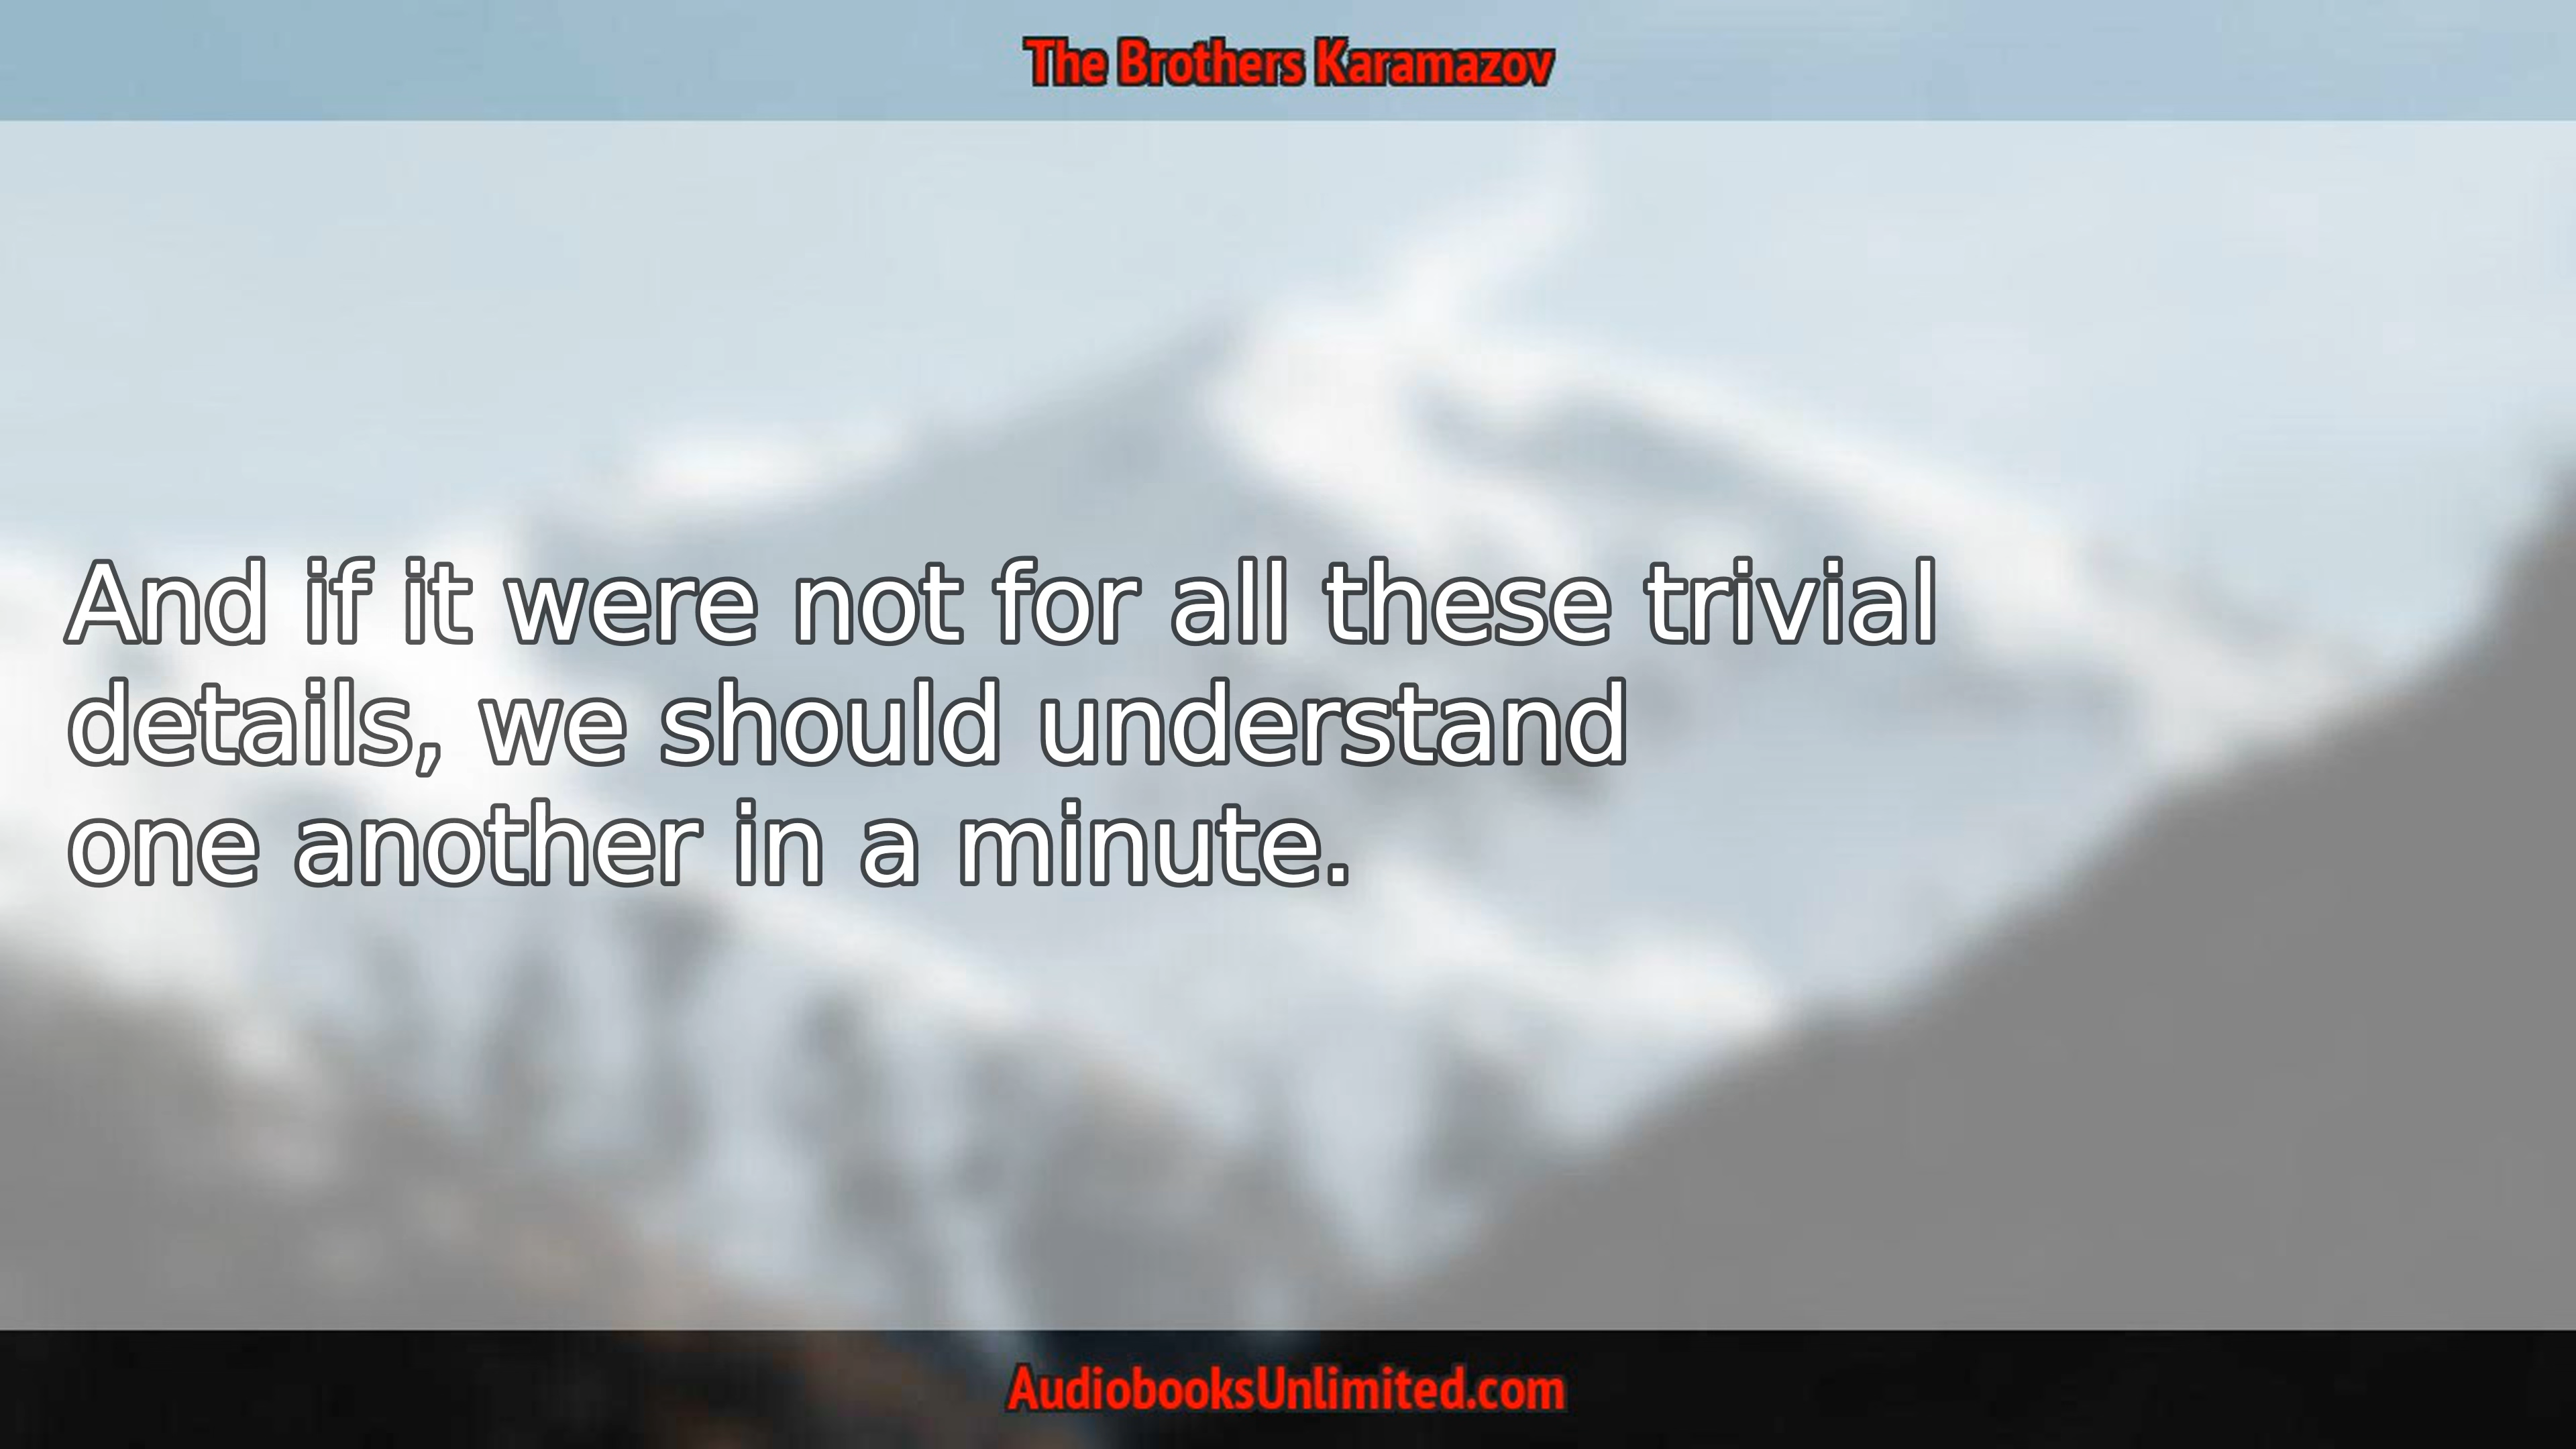 The Brothers Karamazov
And if it were not for all these trivial
details, we should understand
one another in a minute.
AudiobooksUnlimited.com